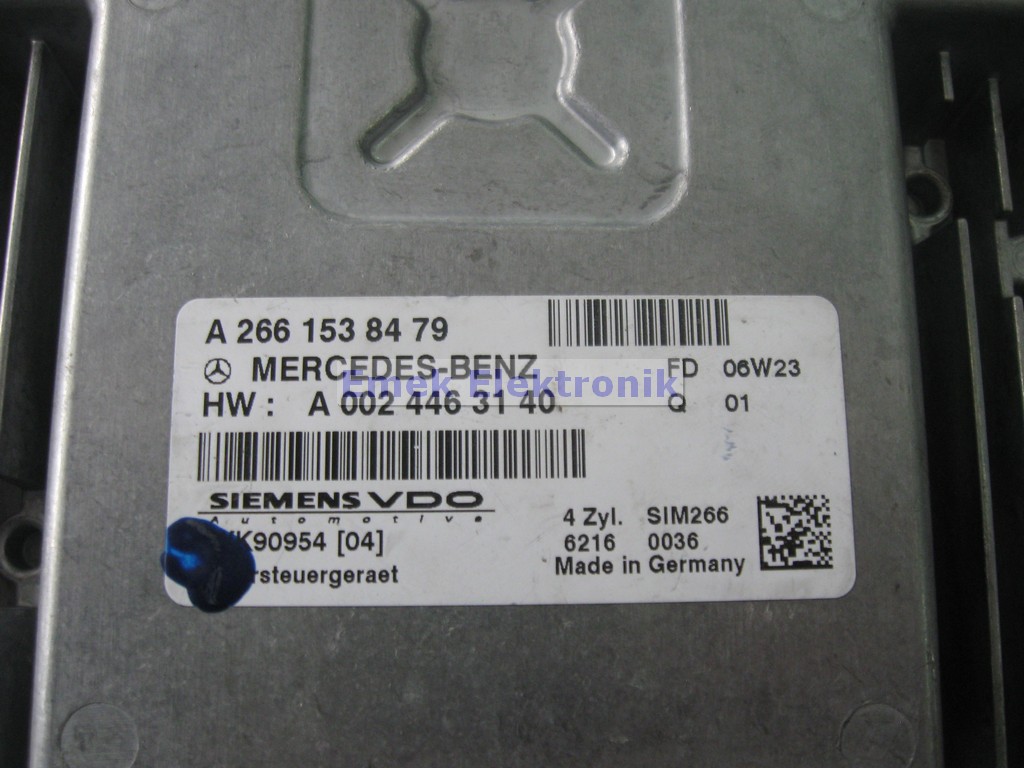 A 266 153 84 79
MERCEDES-BENZ FD 06W23
Emek Elektronik
HW : A 002 446 31 40 Q 01
SIEMENS VDO
Automotive
4 Zyl. SIM266
K90954 [04] 6216 0036
rsteuergeraet Made in Germany